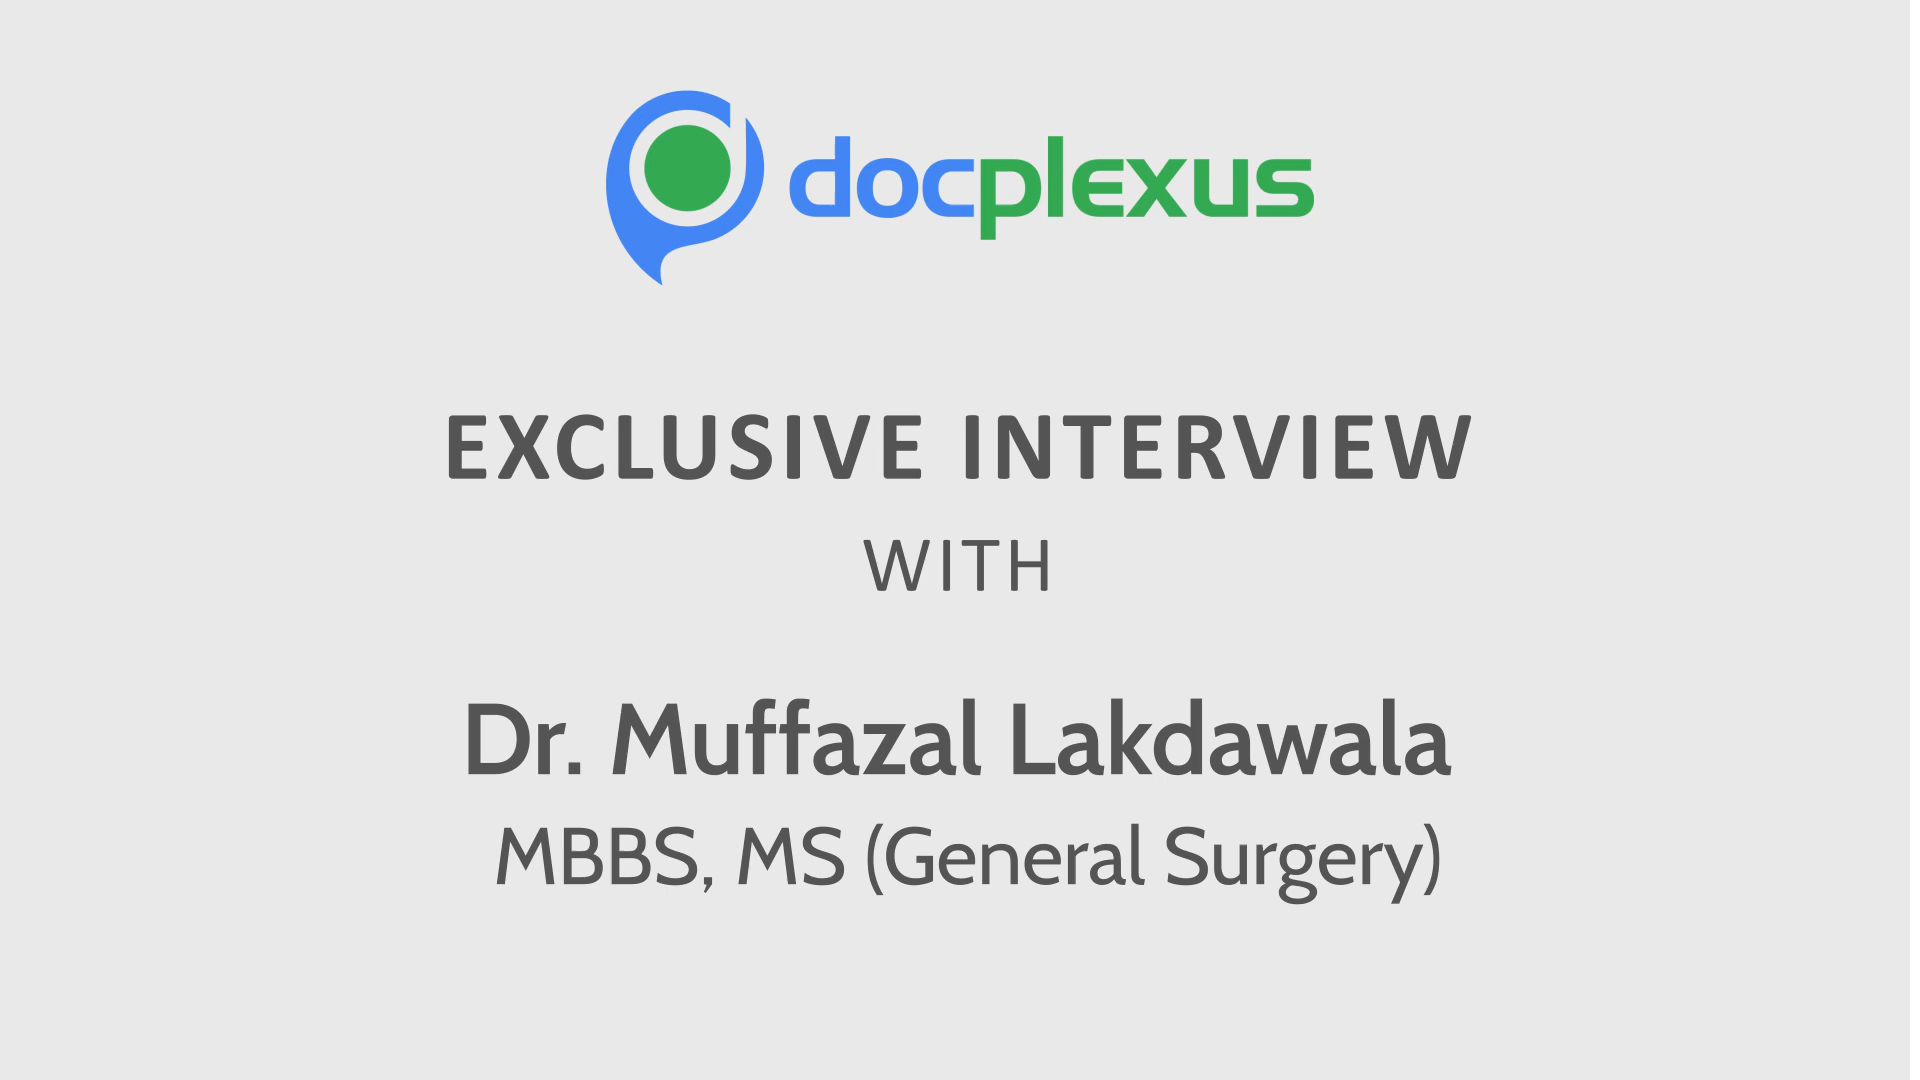 docplexus
EXCLUSIVE INTERVIEW
WITH
Dr. Muffazal Lakdawala
MBBS, MS (General Surgery)